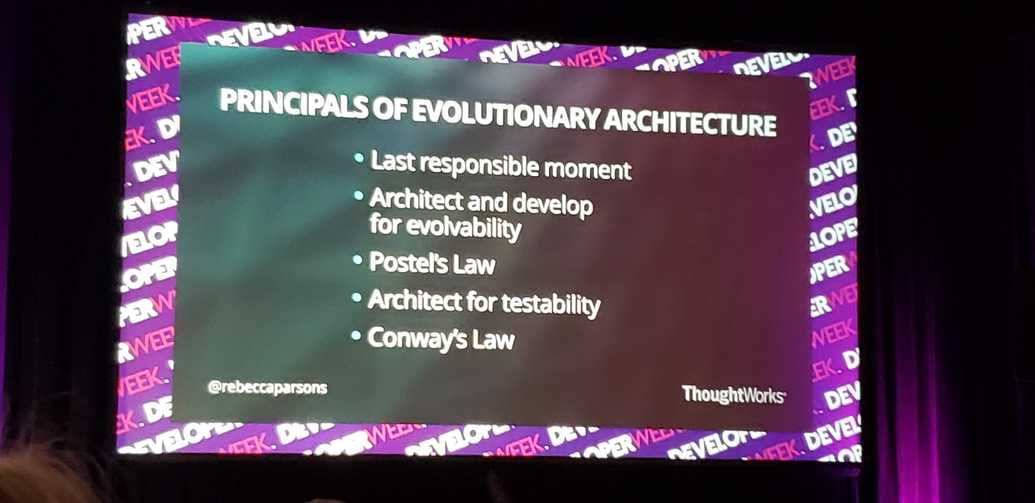 PRINCIPALS OF EVOLUTIONARY ARCHITECTURE
• Last responsible moment
• Architect and develop
for evolvability
• Postel's Law
• Architect for testability
• Conway's Law
@rebeccaparsons
ThoughtWorks